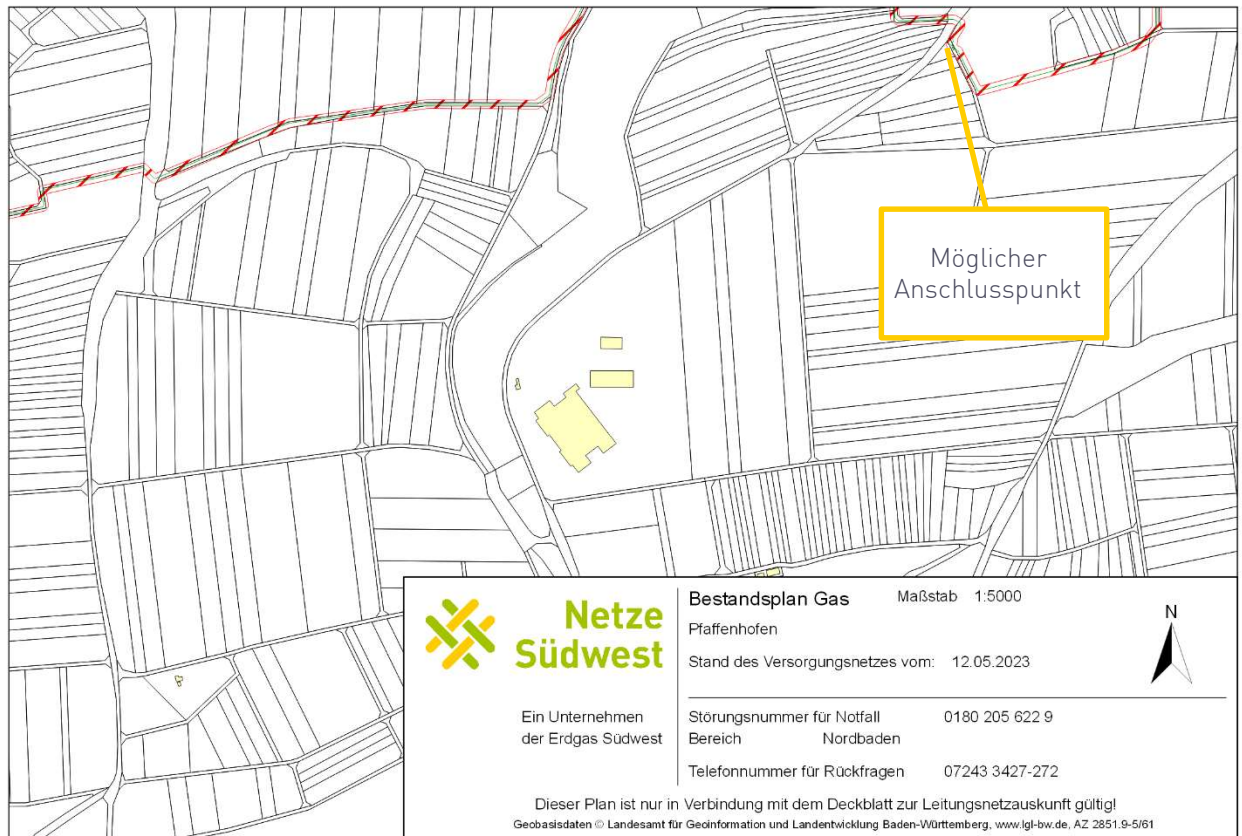 Möglicher
Anschlusspunkt
Netze
Südwest
Ein Unternehmen
der Erdgas Südwest
Bestandsplan Gas Maßstab 1:5000
Pfaffenhofen
Stand des Versorgungsnetzes vom: 12.05.2023
N
Störungsnummer für Notfall 0180 205 622 9
Bereich Nordbaden
Telefonnummer für Rückfragen 07243 3427-272
Dieser Plan ist nur in Verbindung mit dem Deckblatt zur Leitungsnetzauskunft gültig!
Geobasisdaten © Landesamt für Geoinformation und Landentwicklung Baden-Württemberg, www.lgl-bw.de, AZ 2851.9-5/61